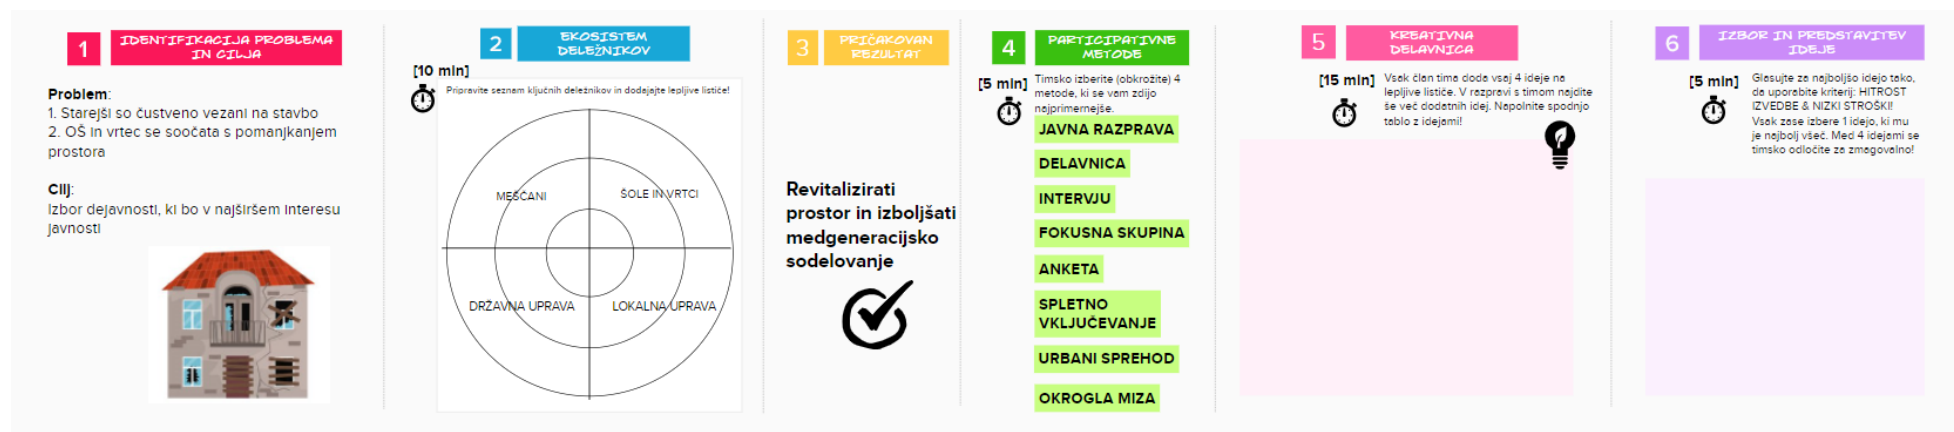 1
IDENTIFIKACIJA PROBLEMA
IN CILJA
Problem:
1. Starejši so čustveno vezani na stavbo
2. OŠ in vrtec se soočata s pomanjkanjem
prostora
Cilj:
Izbor dejavnosti, ki bo v najširšem interesu
javnosti
2
EKOSISTEM
DELEŽNIKOV
[10 min]
Pripravite seznam ključnih deležnikov in dodajajte lepljive lističe!
MEŠČANI
ŠOLE IN VRTCI
DRŽAVNA UPRAVA
LOKALNA UPRAVA
3
PRIČAKOVAN
REZULTAT
Revitalizirati
prostor in izboljšati
medgeneracijsko
sodelovanje
4
PARTICIPATIVNE
METODE
[5 min]
Timsko izberite (obkrožite) 4
metode, ki se vam zdijo
najprimernejše.
JAVNA RAZPRAVA
DELAVNICA
INTERVJU
FOKUSNA SKUPINA
ANKETA
SPLETNO
VKLJUČEVANJE
URBANI SPREHOD
OKROGLA MIZA
5
KREATIVNA
DELAVNICA
[15 min]
Vsak član tima doda vsaj 4 ideje na
lepljive lističe. V razpravi s timom najdite
še več dodatnih idej. Napolnite spodnjo
tablo z idejami!
6
IZBOR IN PREDSTAVITEV
IDEJE
[5 min]
Glasujte za najboljšo idejo tako,
da uporabite kriterij: HITROST
IZVEDBE & NIZKI STROŠKI!
Vsak zase izbere 1 idejo, ki mu
je najbolj všeč. Med 4 idejami se
timsko odločite za zmagovalno!